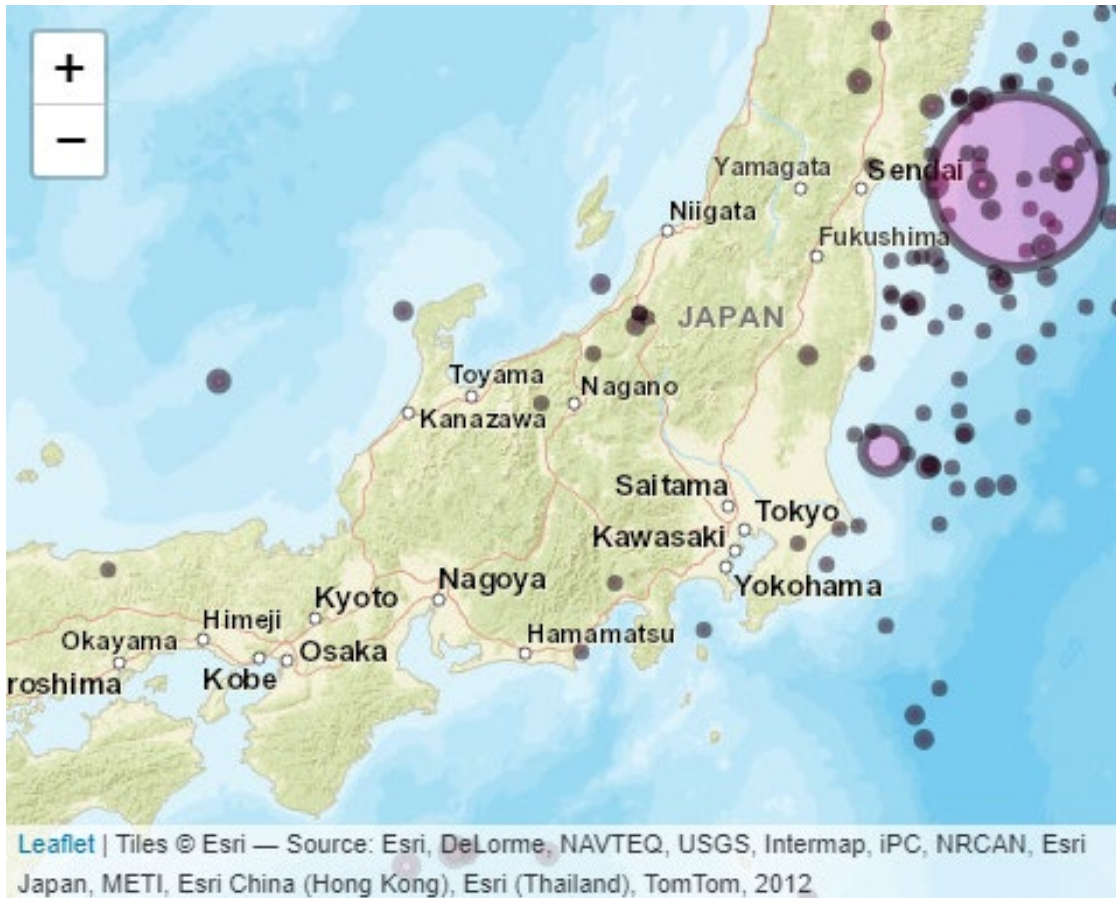 +
−
Yamagata
Sendai
Niigata
Fukushima
JAPAN
Toyama
Nagano
Kanazawa
Saitama
Tokyo
Kawasaki
Nagoya
Yokohama
Kyoto
Himeji
Hamamatsu
Okayama
Osaka
Kobe
roshima
Leaflet | Tiles © Esri — Source: Esri, DeLorme, NAVTEQ, USGS, Intermap, iPC, NRCAN, Esri
Japan, METI, Esri China (Hong Kong), Esri (Thailand), TomTom, 2012